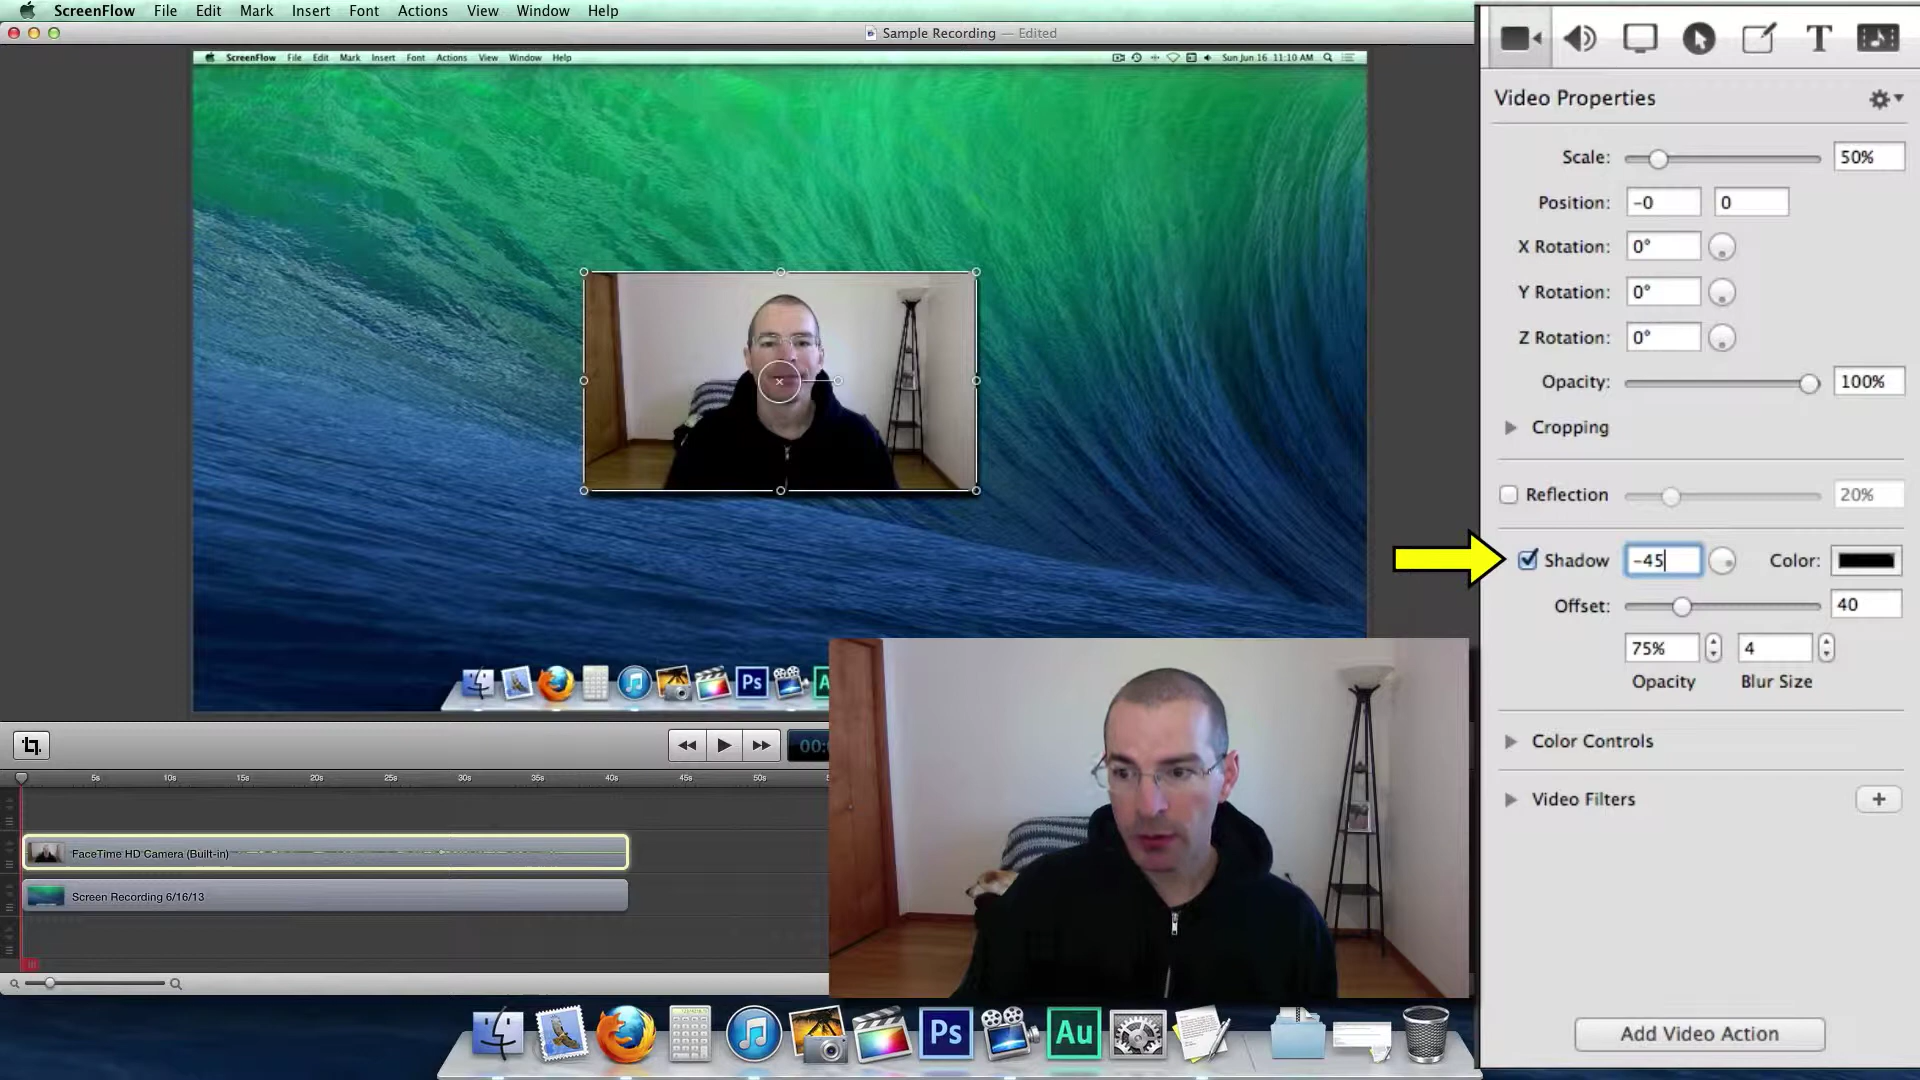 ScreenFlow File Edit Mark Insert Font Actions View Window Help
Sample Recording — Edited
ScreenFlow File Edit Mark Insert Font Actions View Window Help Sun Jun 16 11:10 AM
Video Properties
Scale: 50%
Position: -0 0
X Rotation: 0°
Y Rotation: 0°
Z Rotation: 0°
Opacity: 100%
Cropping
Reflection 20%
Shadow -45 Color:
Offset: 40
75% 4
Opacity Blur Size
Color Controls
Video Filters +
Add Video Action
Ps
00:
5s 10s 15s 20s 25s 30s 35s 40s 45s 50s
FaceTime HD Camera (Built-in)
Screen Recording 6/16/13
Ps Au